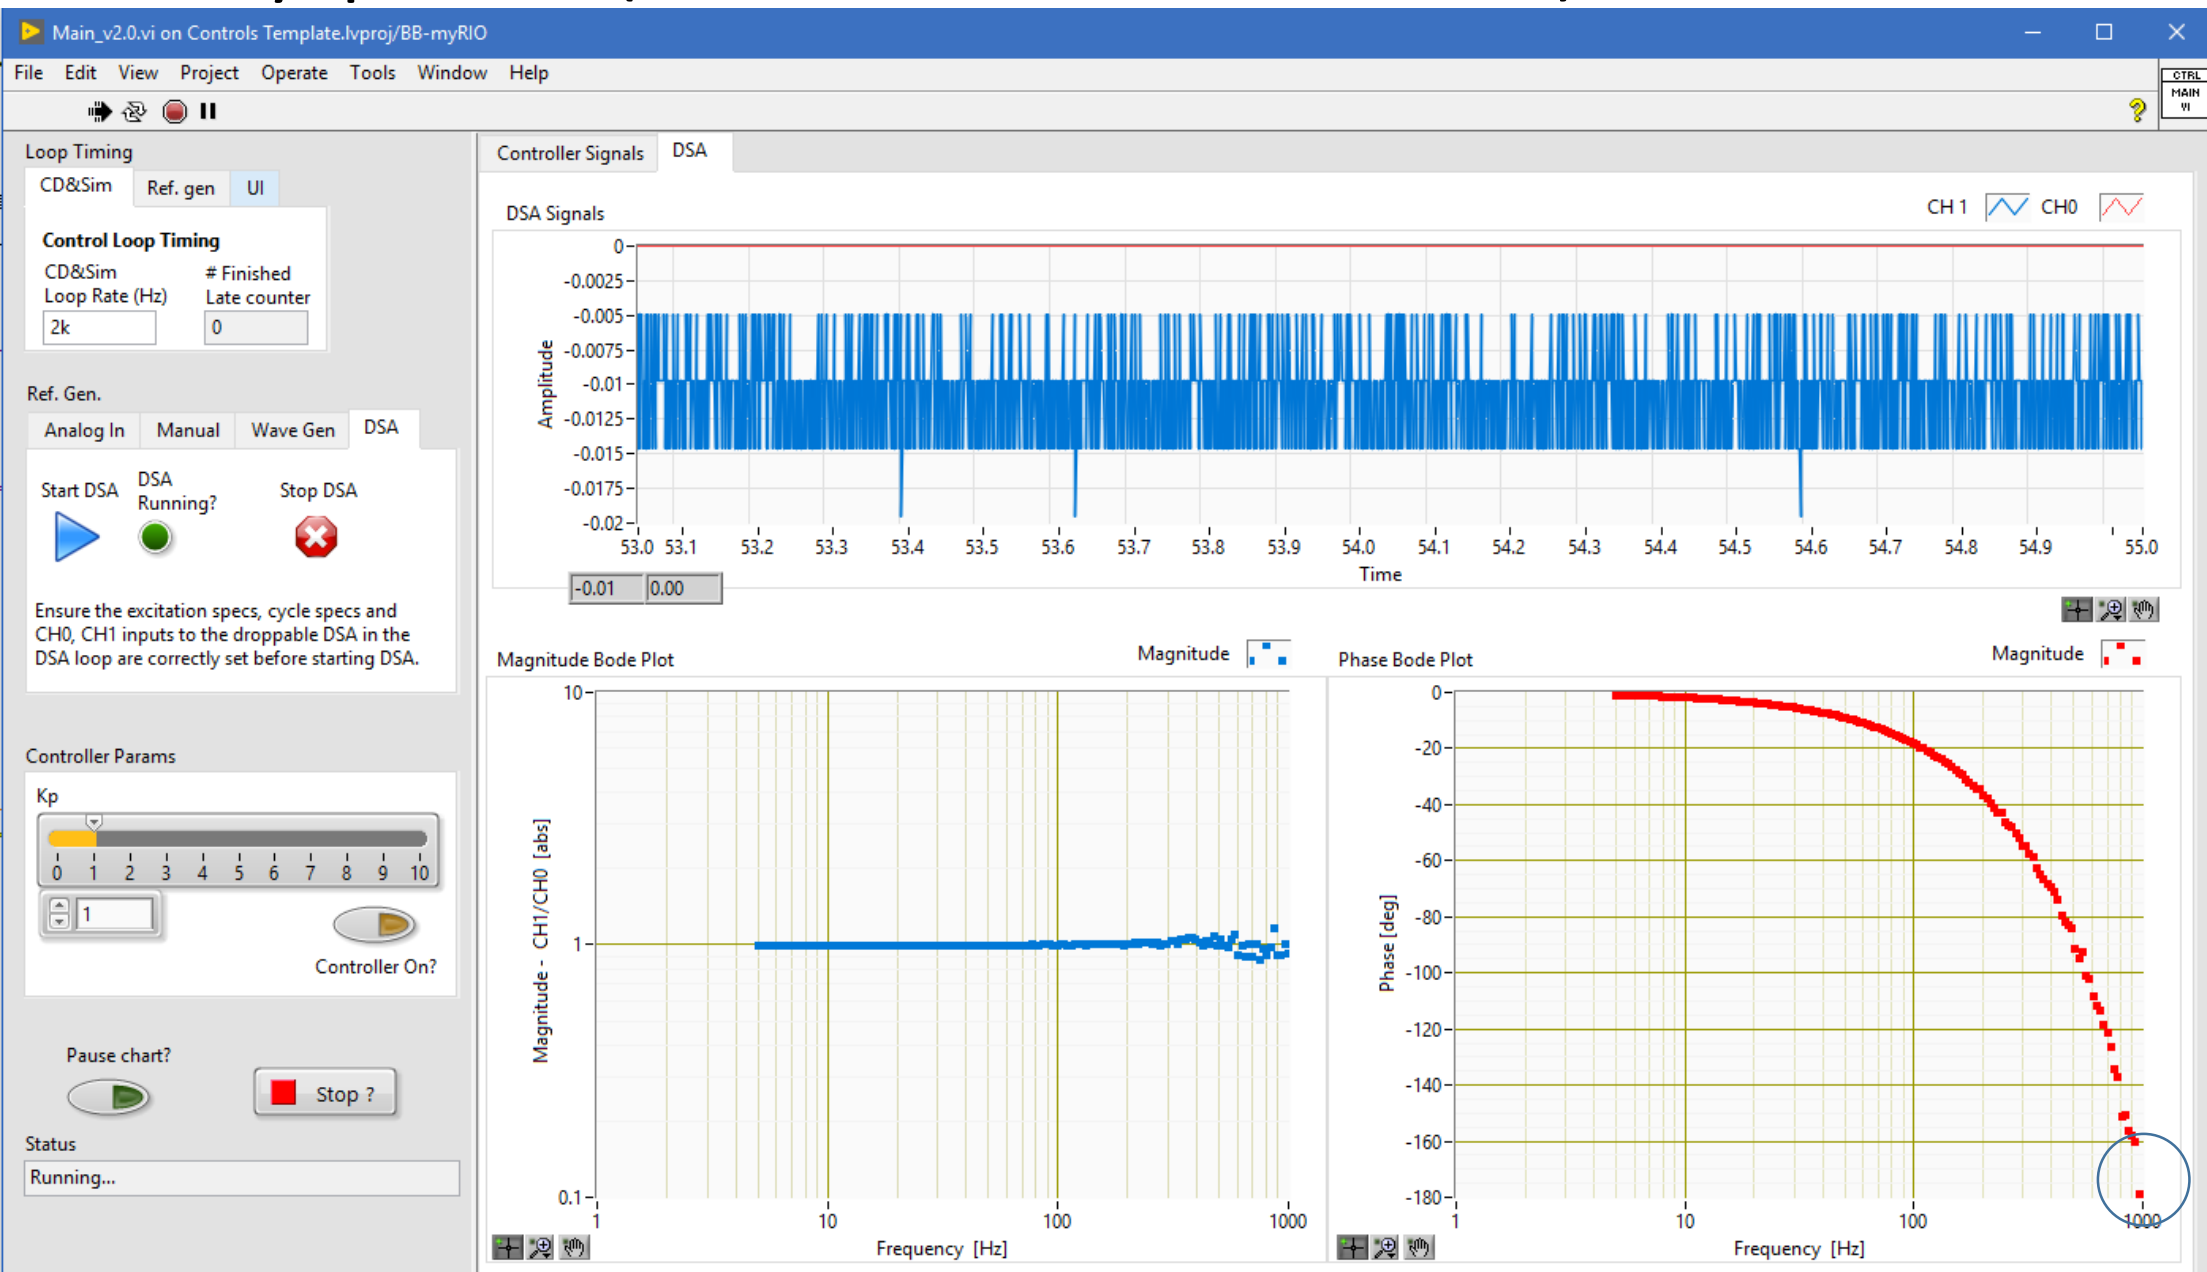 Main_v2.0.vi on Controls Template.lvproj/BB-myRIO
File Edit View Project Operate Tools Window Help
CTRL
MAIN
VI
Loop Timing
CD&Sim Ref. gen UI
Control Loop Timing
CD&Sim
Loop Rate (Hz)
# Finished
Late counter
2k
0
Ref. Gen.
Analog In Manual Wave Gen DSA
Start DSA
DSA
Running?
Stop DSA
Ensure the excitation specs, cycle specs and
CH0, CH1 inputs to the droppable DSA in the
DSA loop are correctly set before starting DSA.
Controller Params
Kp
0 1 2 3 4 5 6 7 8 9 10
1
Controller On?
Pause chart?
Stop ?
Status
Running...
Controller Signals DSA
DSA Signals
CH 1 CH0
Amplitude
0
-0.0025
-0.005
-0.0075
-0.01
-0.0125
-0.015
-0.0175
-0.02
53.0 53.1 53.2 53.3 53.4 53.5 53.6 53.7 53.8 53.9 54.0 54.1 54.2 54.3 54.4 54.5 54.6 54.7 54.8 54.9 55.0
Time
-0.01 0.00
Magnitude Bode Plot
Magnitude
Magnitude - CH1/CH0 [abs]
10
1
0.1
1 10 100 1000
Frequency [Hz]
Phase Bode Plot
Magnitude
Phase [deg]
0
-20
-40
-60
-80
-100
-120
-140
-160
-180
1 10 100 1000
Frequency [Hz]